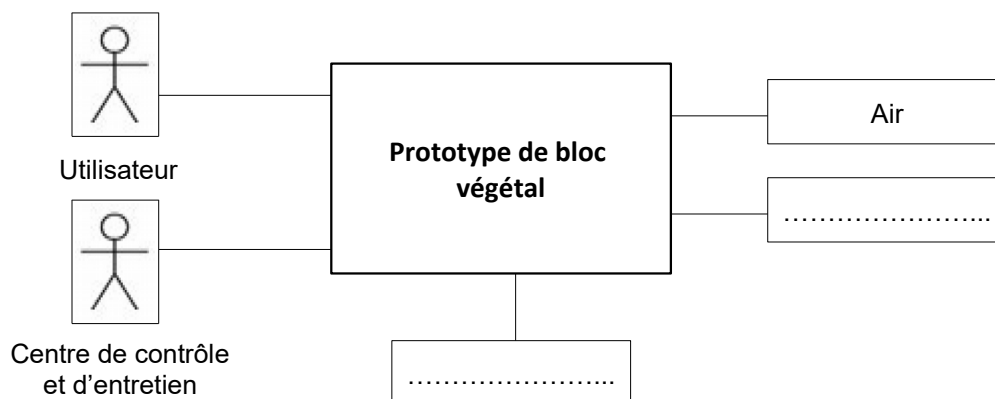 Utilisateur
Centre de contrôle
et d’entretien
Prototype de bloc
végétal
Air
…………………...
…………………...